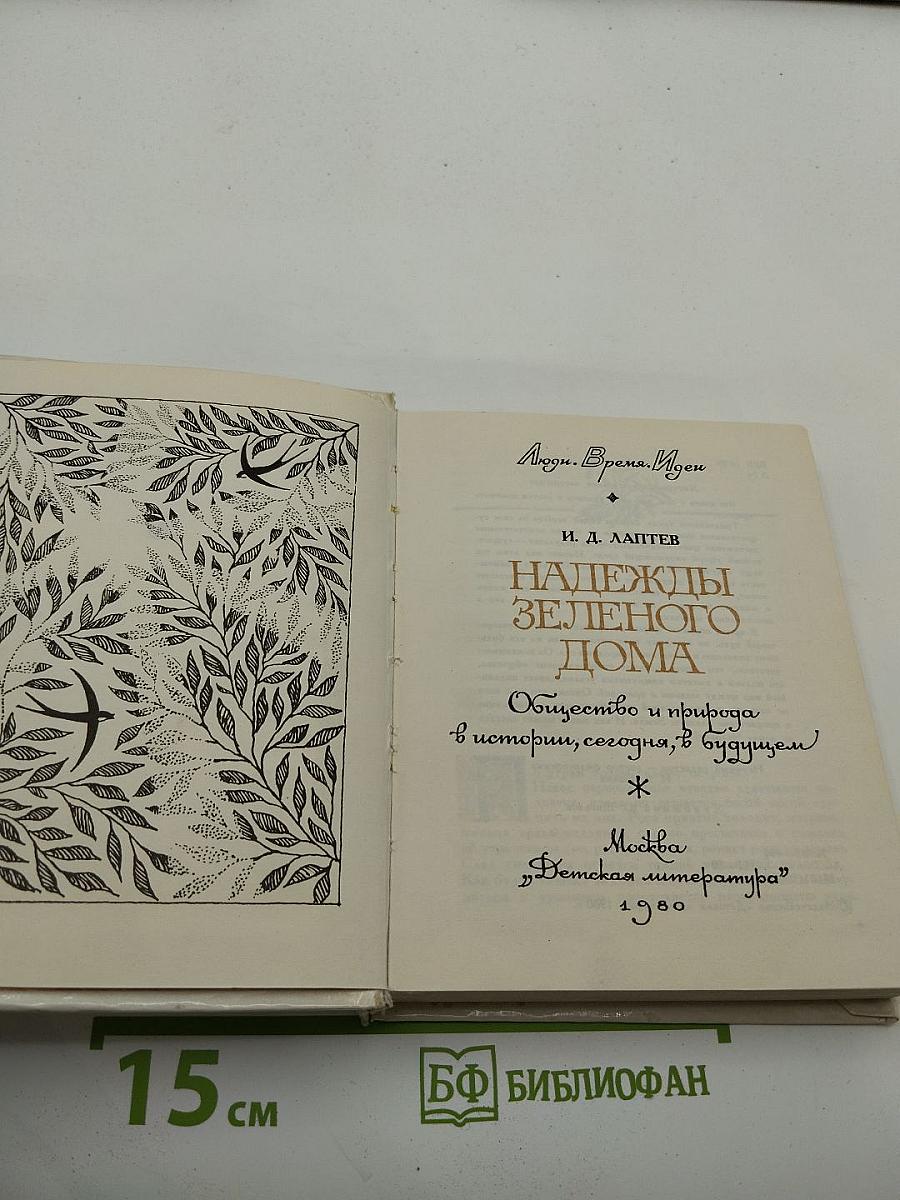 Люди. Время. Идеи
И. Д. ЛАПТЕВ
НАДЕЖДЫ
ЗЕЛЕНОГО
ДОМА
Общество и природа
в истории, сегодня, в будущем
Москва
„Детская литература”
1980
15 см
БФ БИБЛИОФАН